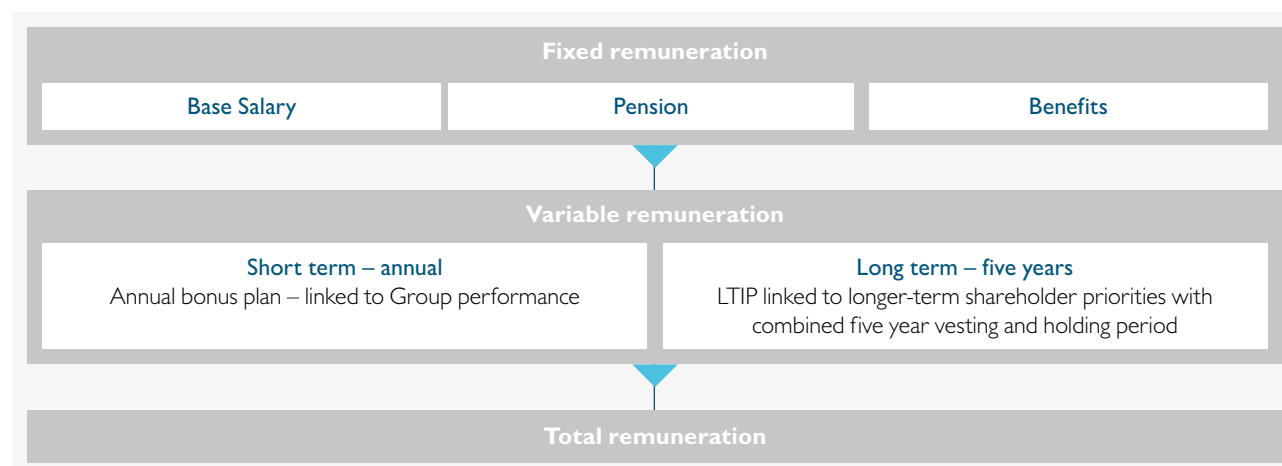 Fixed remuneration
Base Salary
Pension
Benefits
Variable remuneration
Short term – annual
Annual bonus plan – linked to Group performance
Long term – five years
LTIP linked to longer-term shareholder priorities with
combined five year vesting and holding period
Total remuneration